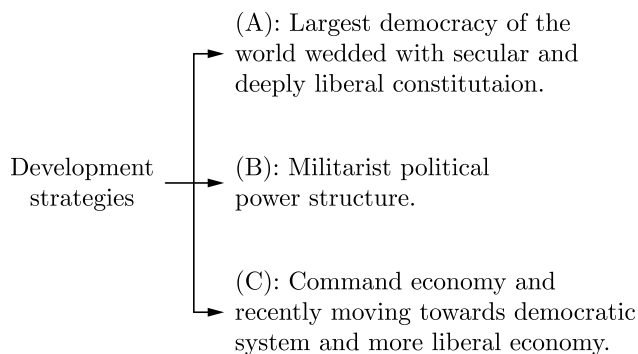 (A): Largest democracy of the
world wedded with secular and
deeply liberal constitutaion.
Development
strategies
(B): Militarist political
power structure.
(C): Command economy and
recently moving towards democratic
system and more liberal economy.